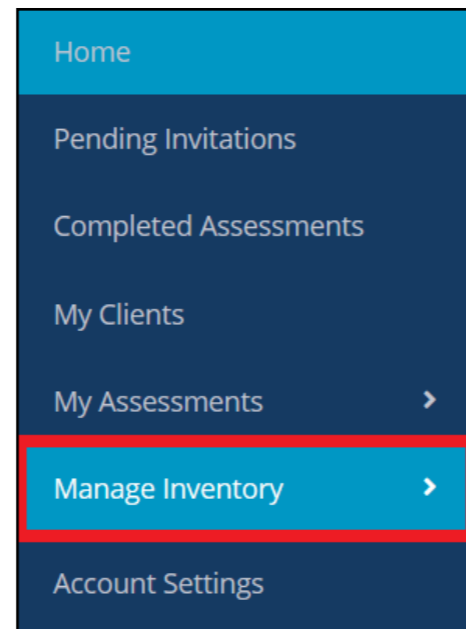 Home
Pending Invitations
Completed Assessments
My Clients
My Assessments
Manage Inventory
Account Settings